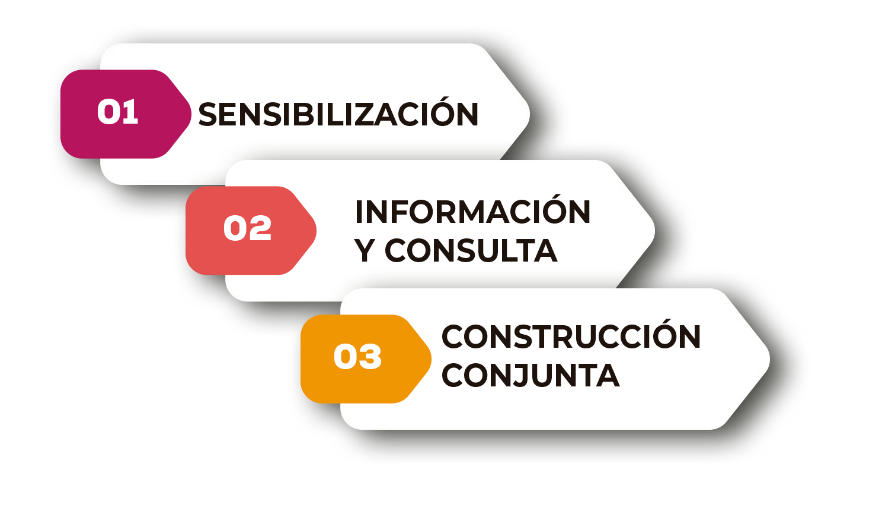 01
SENSIBILIZACIÓN
02
INFORMACIÓN
Y CONSULTA
03
CONSTRUCCIÓN
CONJUNTA